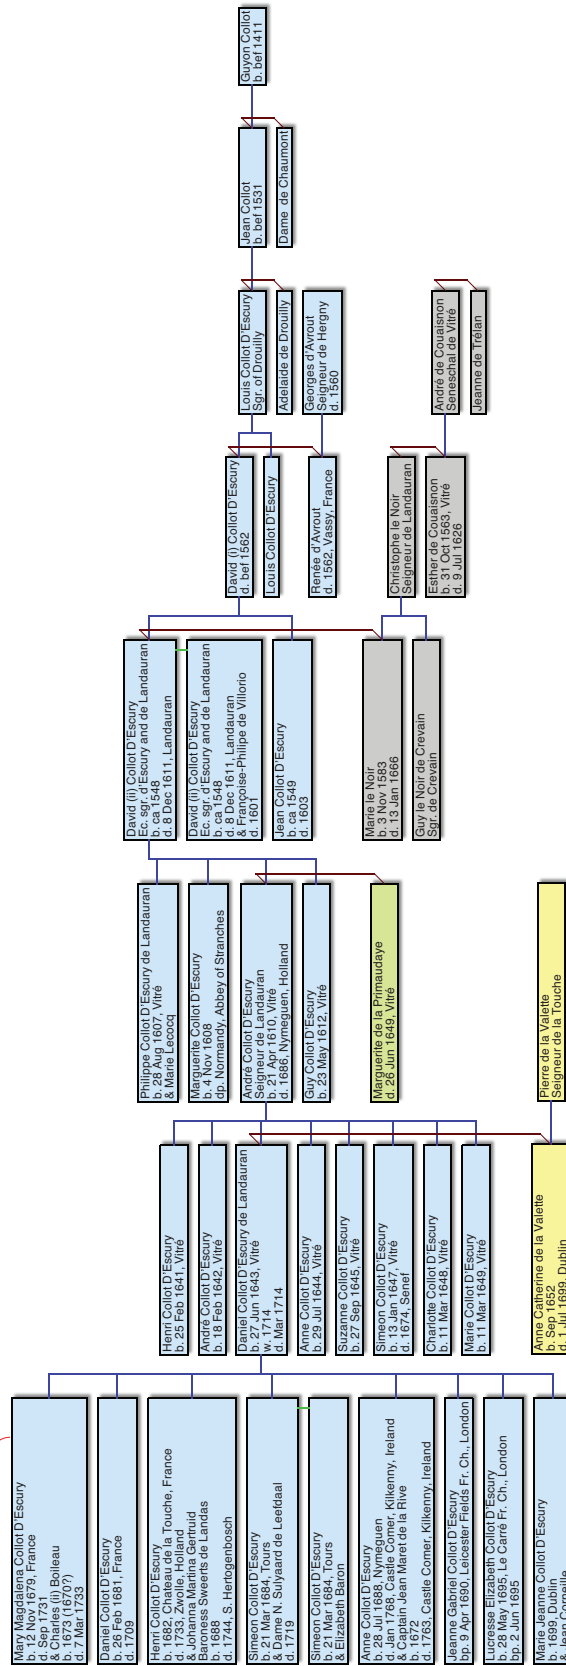 Guyon Collot
b. bef 1411
Jean Collot
b. bef 1531
Dame  de Chaumont
Louis Collot D'Escury
Sgr. of Drouilly
Adelaide de Drouilly
Georges d'Avrout
Seigneur de Hergny
d. 1560
André de Couaisnon
Seneschal de Vitré
Jeanne de Trélan
David (i) Collot D'Escury
d. bef 1562
Louis Collot D'Escury
Renée d'Avrout
d. 1562, Vassy, France
Christophe le Noir
Seigneur de Landauran
Esther de Couaisnon
b. 31 Oct 1563, Vitré
d. 9 Jul 1626
David (ii) Collot D'Escury
Ec. sgr. d'Escury and de Landauran
b. ca 1548
d. 8 Dec 1611, Landauran
David (ii) Collot D'Escury
Ec. sgr. d'Escury and de Landauran
b. ca 1548
d. 8 Dec 1611, Landauran
& Françoise-Philipe de Villorio
d. 1601
Jean Collot D'Escury
b. ca 1549
d. 1603
Marie le Noir
b. 3 Nov 1583
d. 13 Jan 1666
Guy le Noir de Crevain
Sgr. de Crevain
Philippe Collot D'Escury de Landauran
b. 28 Aug 1607, Vitré
& Marie Lecocq
Marguerite Collot D'Escury
b. 4 Nov 1608
dp. Normandy, Abbey of Stranches
André Collot D'Escury
Seigneur de Landauran
b. 21 Apr 1610, Vitré
d. 1686, Nymeguen, Holland
Guy Collot D'Escury
b. 23 May 1612, Vitré
Marguerite de la Primaudaye
d. 26 Jun 1649, Vitré
Pierre de la Valette
Seigneur de la Touche
Henri Collot D'Escury
b. 25 Feb 1641, Vitré
André Collot D'Escury
b. 18 Feb 1642, Vitré
Daniel Collot D'Escury de Landauran
b. 27 Jun 1643, Vitré
w. 1714
d. Mar 1714
Anne Collot D'Escury
b. 29 Jul 1644, Vitré
Suzanne Collot D'Escury
b. 27 Sep 1645, Vitré
Simeon Collot D'Escury
b. 13 Jan 1647, Vitré
d. 1674, Senef
Charlotte Collot D'Escury
b. 11 Mar 1648, Vitré
Marie Collot D'Escury
b. 11 Mar 1649, Vitré
Anne Catherine de la Valette
b. Sep 1652
d. 1 Jul 1699, Dublin
Mary Magdalena Collot D'Escury
b. 12 Nov 1679, France
d. Sep 1731
& Charles (ii) Boileau
b. 1673 (1670?)
d. 7 Mar 1733
Daniel Collot D'Escury
b. 26 Feb 1681, France
d. 1709
Henri Collot D'Escury
b. 1682, Chateau de la Touche, France
d. 1733, Zwolle, Holland
& Johanna Martina Gertruid
Baroness Sweerts de Landas
b. 1688
d. 1744, S. Hertogenbosch
Simeon Collot D'Escury
b. 21 Mar 1684, Tours
& Dame N. Sulyaard de Leefdaal
d. 1719
Simeon Collot D'Escury
b. 21 Mar 1684, Tours
& Elizabeth Baron
Anne Collot D'Escury
b. 28 Jul 1688, Nymeguen
d. Jan 1768, Castle Comer, Kilkenny, Ireland
& Captain Jean Maret de la Rive
b. 1672
d. 1763, Castle Comer, Kilkenny, Ireland
Jeanne Gabriel Collot D'Escury
bp. 9 Apr 1690, Leicester Fields Fr. Ch., London
Lucresse Elizabeth Collot D'Escury
b. 28 May 1695, Le Carré Fr. Ch., London
bp. 2 Jun 1695
Marie Jeanne Collot D'Escury
b. 1699, Dublin
& Jean Corneille